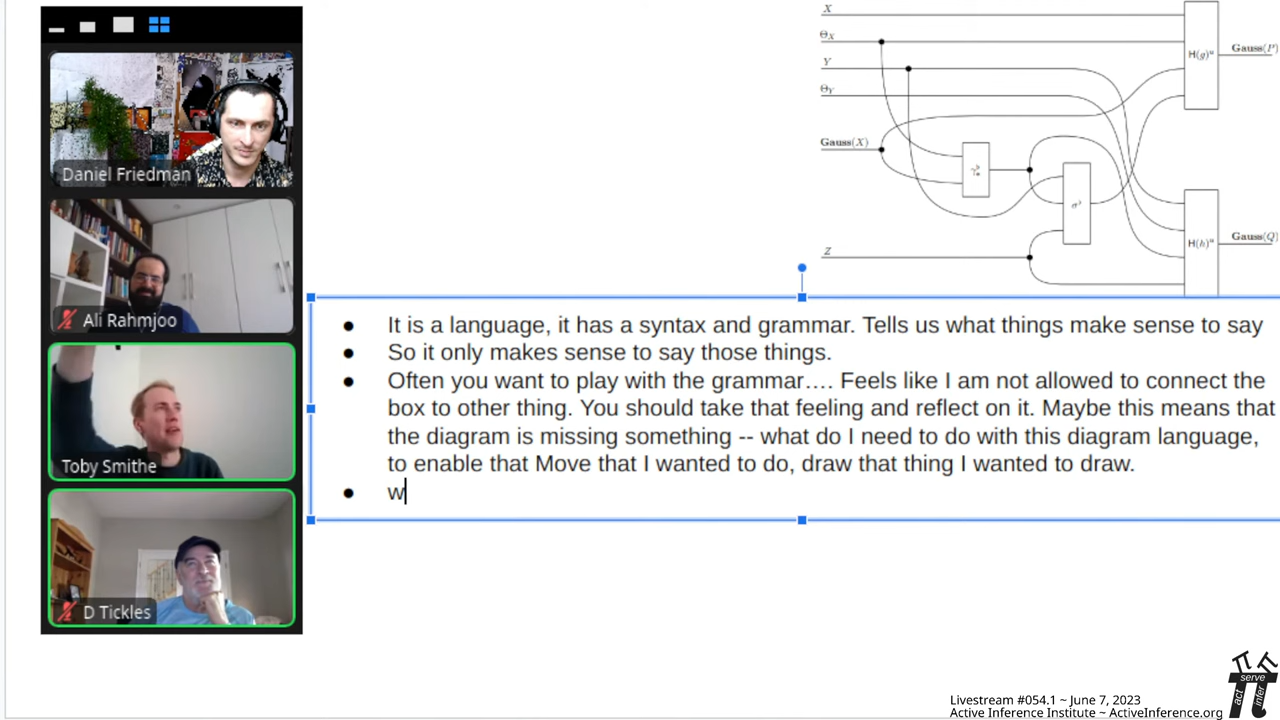 Daniel Friedman
Ali Rahmjoo
Toby Smithe
D Tickles
X
Θ_X
Y
Θ_Y
Gauss(X)
Z
H(g)ᵘ
Gauss(P)
H(h)ᵘ
Gauss(Q)
● It is a language, it has a syntax and grammar. Tells us what things make sense to say
● So it only makes sense to say those things.
● Often you want to play with the grammar…. Feels like I am not allowed to connect the
box to other thing. You should take that feeling and reflect on it. Maybe this means that
the diagram is missing something -- what do I need to do with this diagram language,
to enable that Move that I wanted to do, draw that thing I wanted to draw.
● w
Livestream #054.1 ~ June 7, 2023
Active Inference Institute ~ ActiveInference.org
act
serve
infer